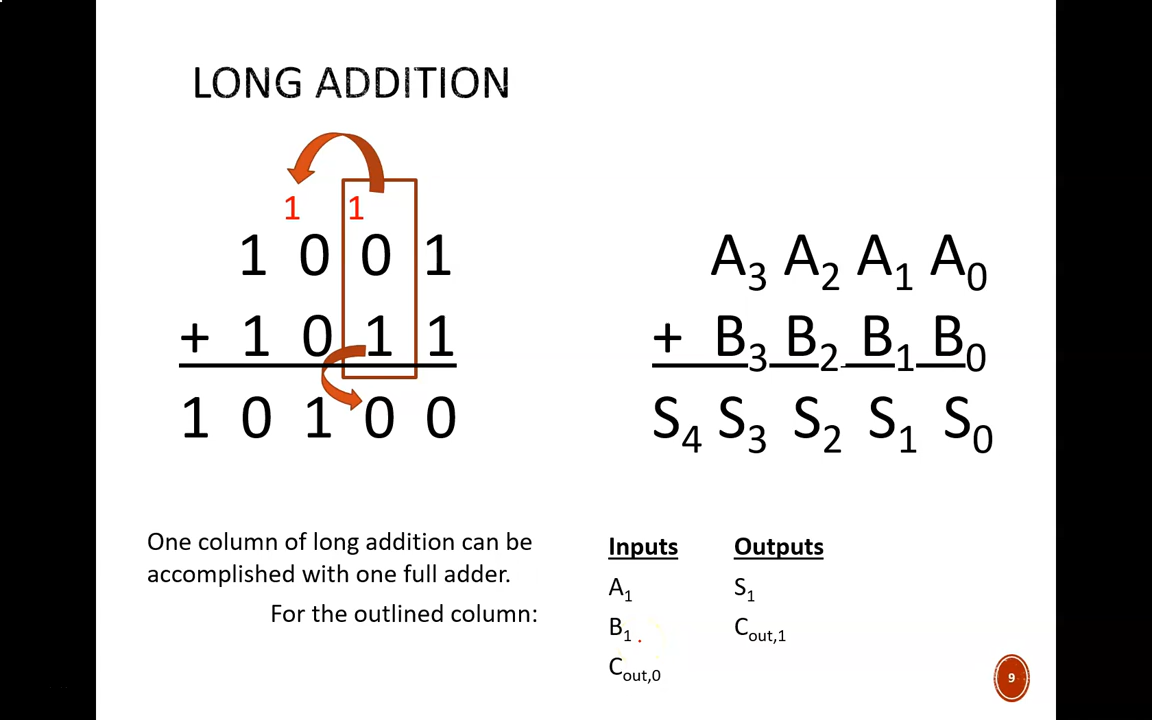 LONG ADDITION
1 1
1 0 0 1
+ 1 0 1 1
1 0 1 0 0
A₃ A₂ A₁ A₀
+ B₃ B₂ B₁ B₀
S₄ S₃ S₂ S₁ S₀
One column of long addition can be
accomplished with one full adder.
For the outlined column:
Inputs Outputs
A₁ S₁
B₁ C_out,1
C_out,0
9